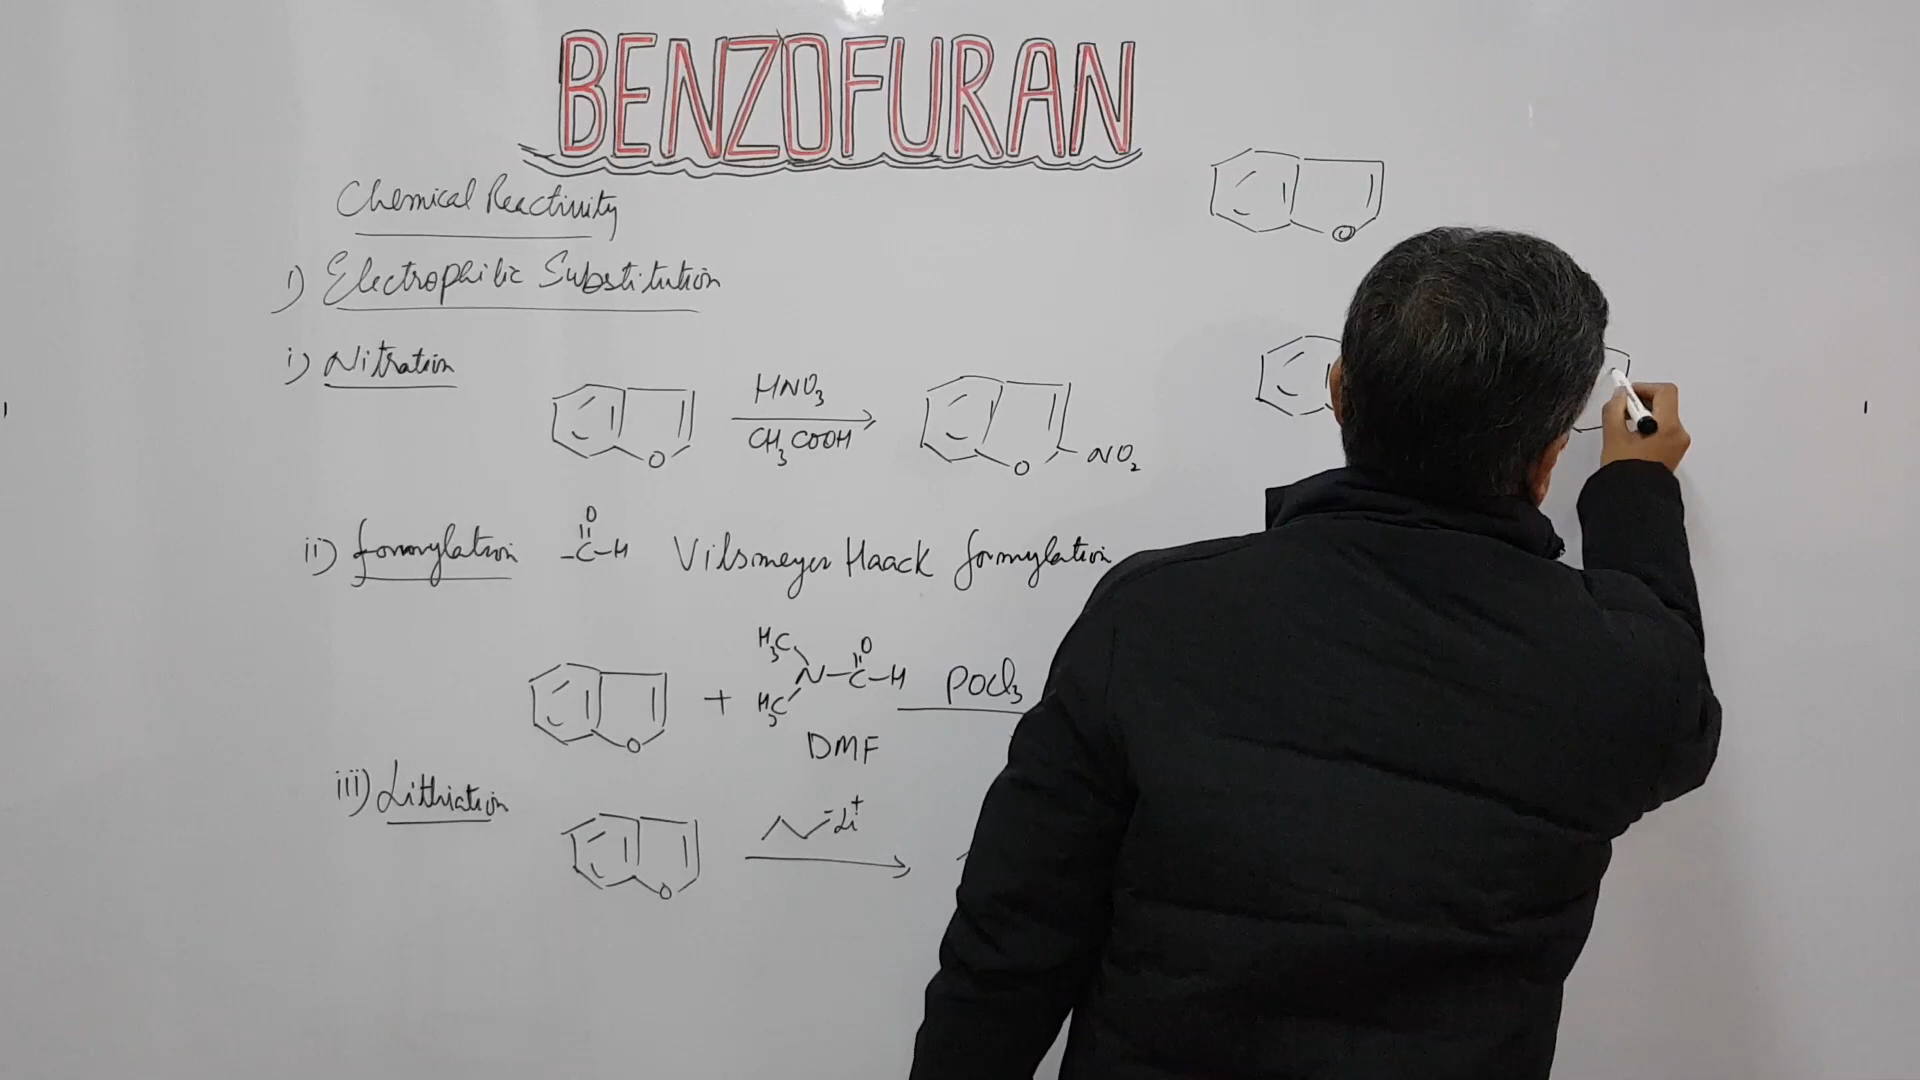 BENZOFURAN
Chemical Reactivity
1) Electrophilic Substitution
i) Nitration
HNO3
CH3COOH
O
O
NO2
ii) formylation
O
-C-H
Vilsmeyer Haack formylation
O
+
H3C
H3C
N-C-H
O
DMF
POCl3
iii) Lithiation
O
-Li+
O